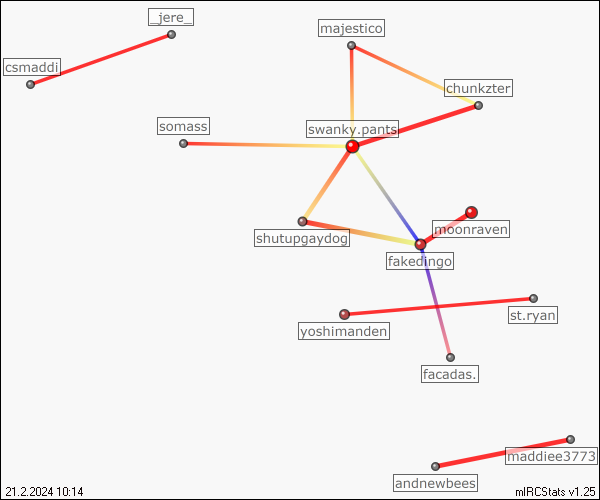 _jere_
majestico
csmaddi
chunkzter
somass
swanky.pants
moonraven
shutupgaydog
fakedingo
st.ryan
yoshimanden
facadas.
maddiee3773
andnewbees
21.2.2024 10:14
mIRCStats v1.25